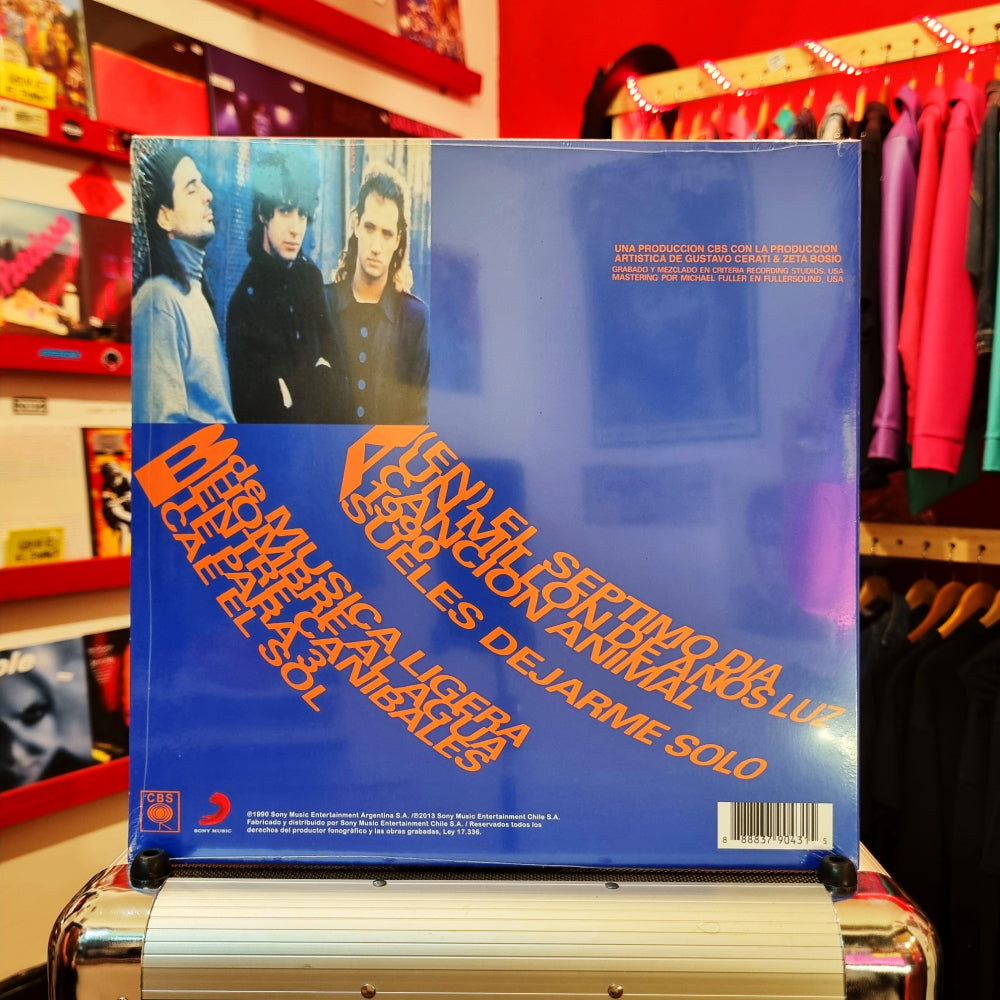 UNA PRODUCCION CBS CON LA PRODUCCION
ARTISTICA DE GUSTAVO CERATI & ZETA BOSIO
GRABADO Y MEZCLADO EN CRITERIA RECORDING STUDIOS, USA
MASTERING POR MICHAEL FULLER EN FULLERSOUND, USA
A
(EN) EL SEPTIMO DIA
UN MILLON DE AÑOS LUZ
CANCION ANIMAL
1990
SUELES DEJARME SOLO
B
de MUSICA LIGERA
HOMBRE AL AGUA
ENTRE CANIBALES
TE PARA 3
CAE EL SOL
CBS
SONY MUSIC
℗1990 Sony Music Entertainment Argentina S.A. /℗2013 Sony Music Entertainment Chile S.A.
Fabricado y distribuido por Sony Music Entertainment Chile S.A. / Reservados todos los
derechos del productor fonográfico y las obras grabadas, Ley 17.336.
8 88837 90431 5